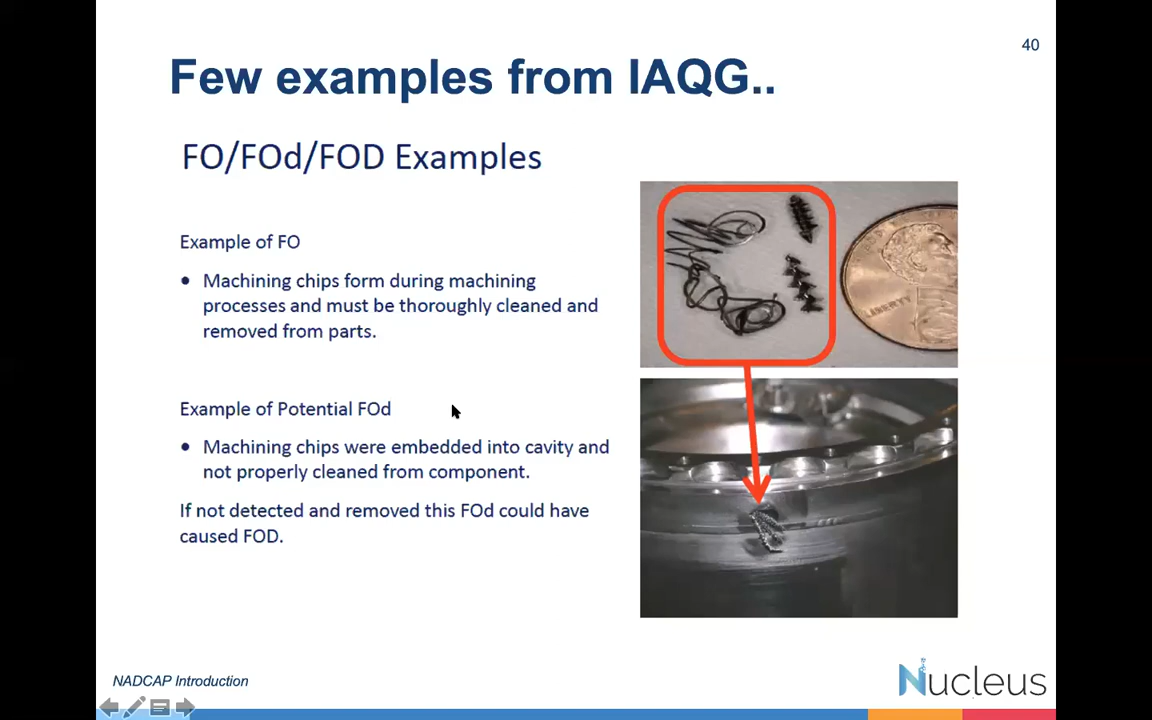 40
Few examples from IAQG..
FO/FOd/FOD Examples
Example of FO
• Machining chips form during machining
processes and must be thoroughly cleaned and
removed from parts.
Example of Potential FOd
• Machining chips were embedded into cavity and
not properly cleaned from component.
If not detected and removed this FOd could have
caused FOD.
LIBERTY
NADCAP Introduction
Nucleus